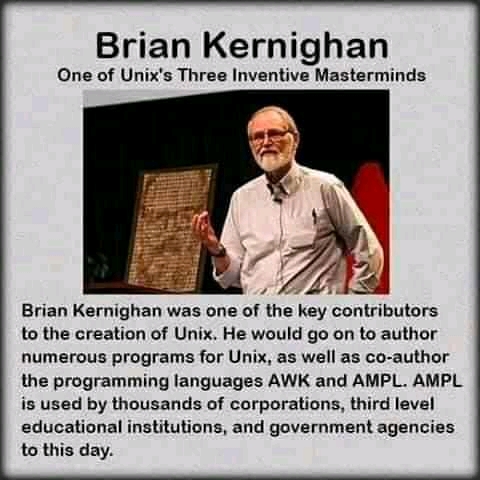 Brian Kernighan
One of Unix's Three Inventive Masterminds
Brian Kernighan was one of the key contributors
to the creation of Unix. He would go on to author
numerous programs for Unix, as well as co-author
the programming languages AWK and AMPL. AMPL
is used by thousands of corporations, third level
educational institutions, and government agencies
to this day.